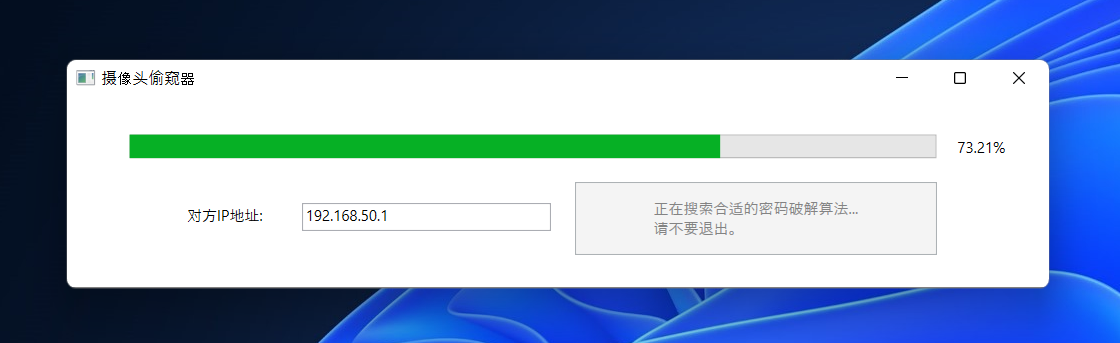 摄像头偷窥器
73.21%
对方IP地址:
192.168.50.1
正在搜索合适的密码破解算法...
请不要退出。